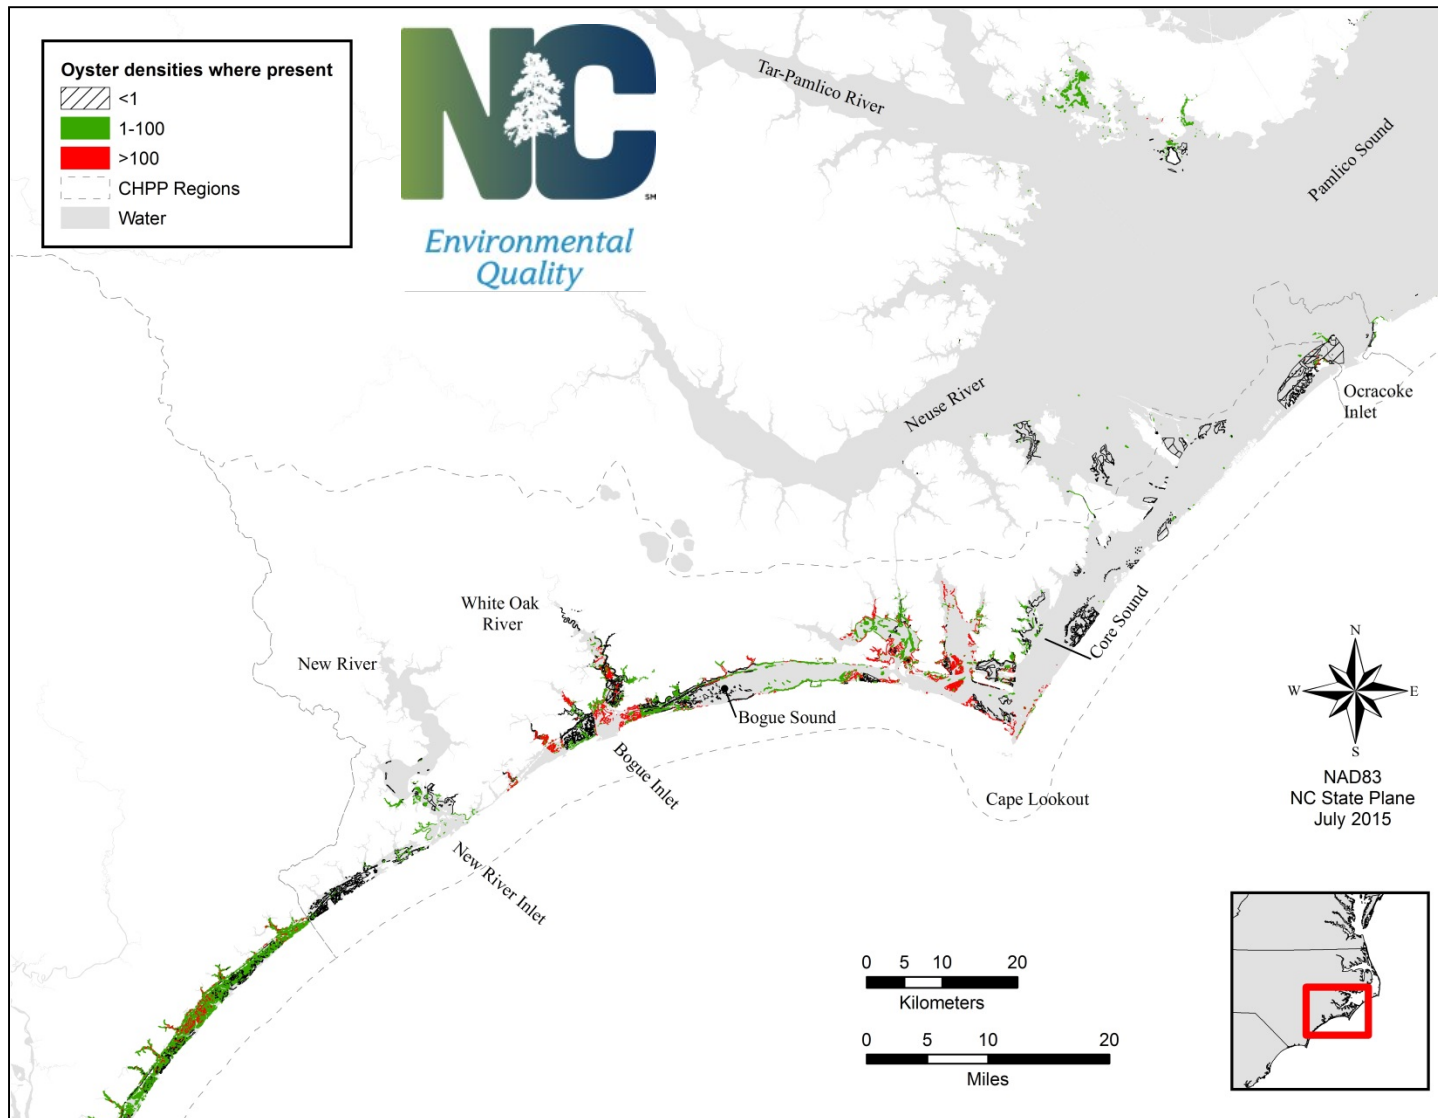 Oyster densities where present
<1
1-100
>100
CHPP Regions
Water
NC
SM
Environmental
Quality
Tar-Pamlico River
Pamlico Sound
Neuse River
Ocracoke
Inlet
White Oak
River
New River
Core Sound
Bogue Sound
Bogue Inlet
Cape Lookout
New River Inlet
N
W
E
S
NAD83
NC State Plane
July 2015
0 5 10 20
Kilometers
0 5 10 20
Miles